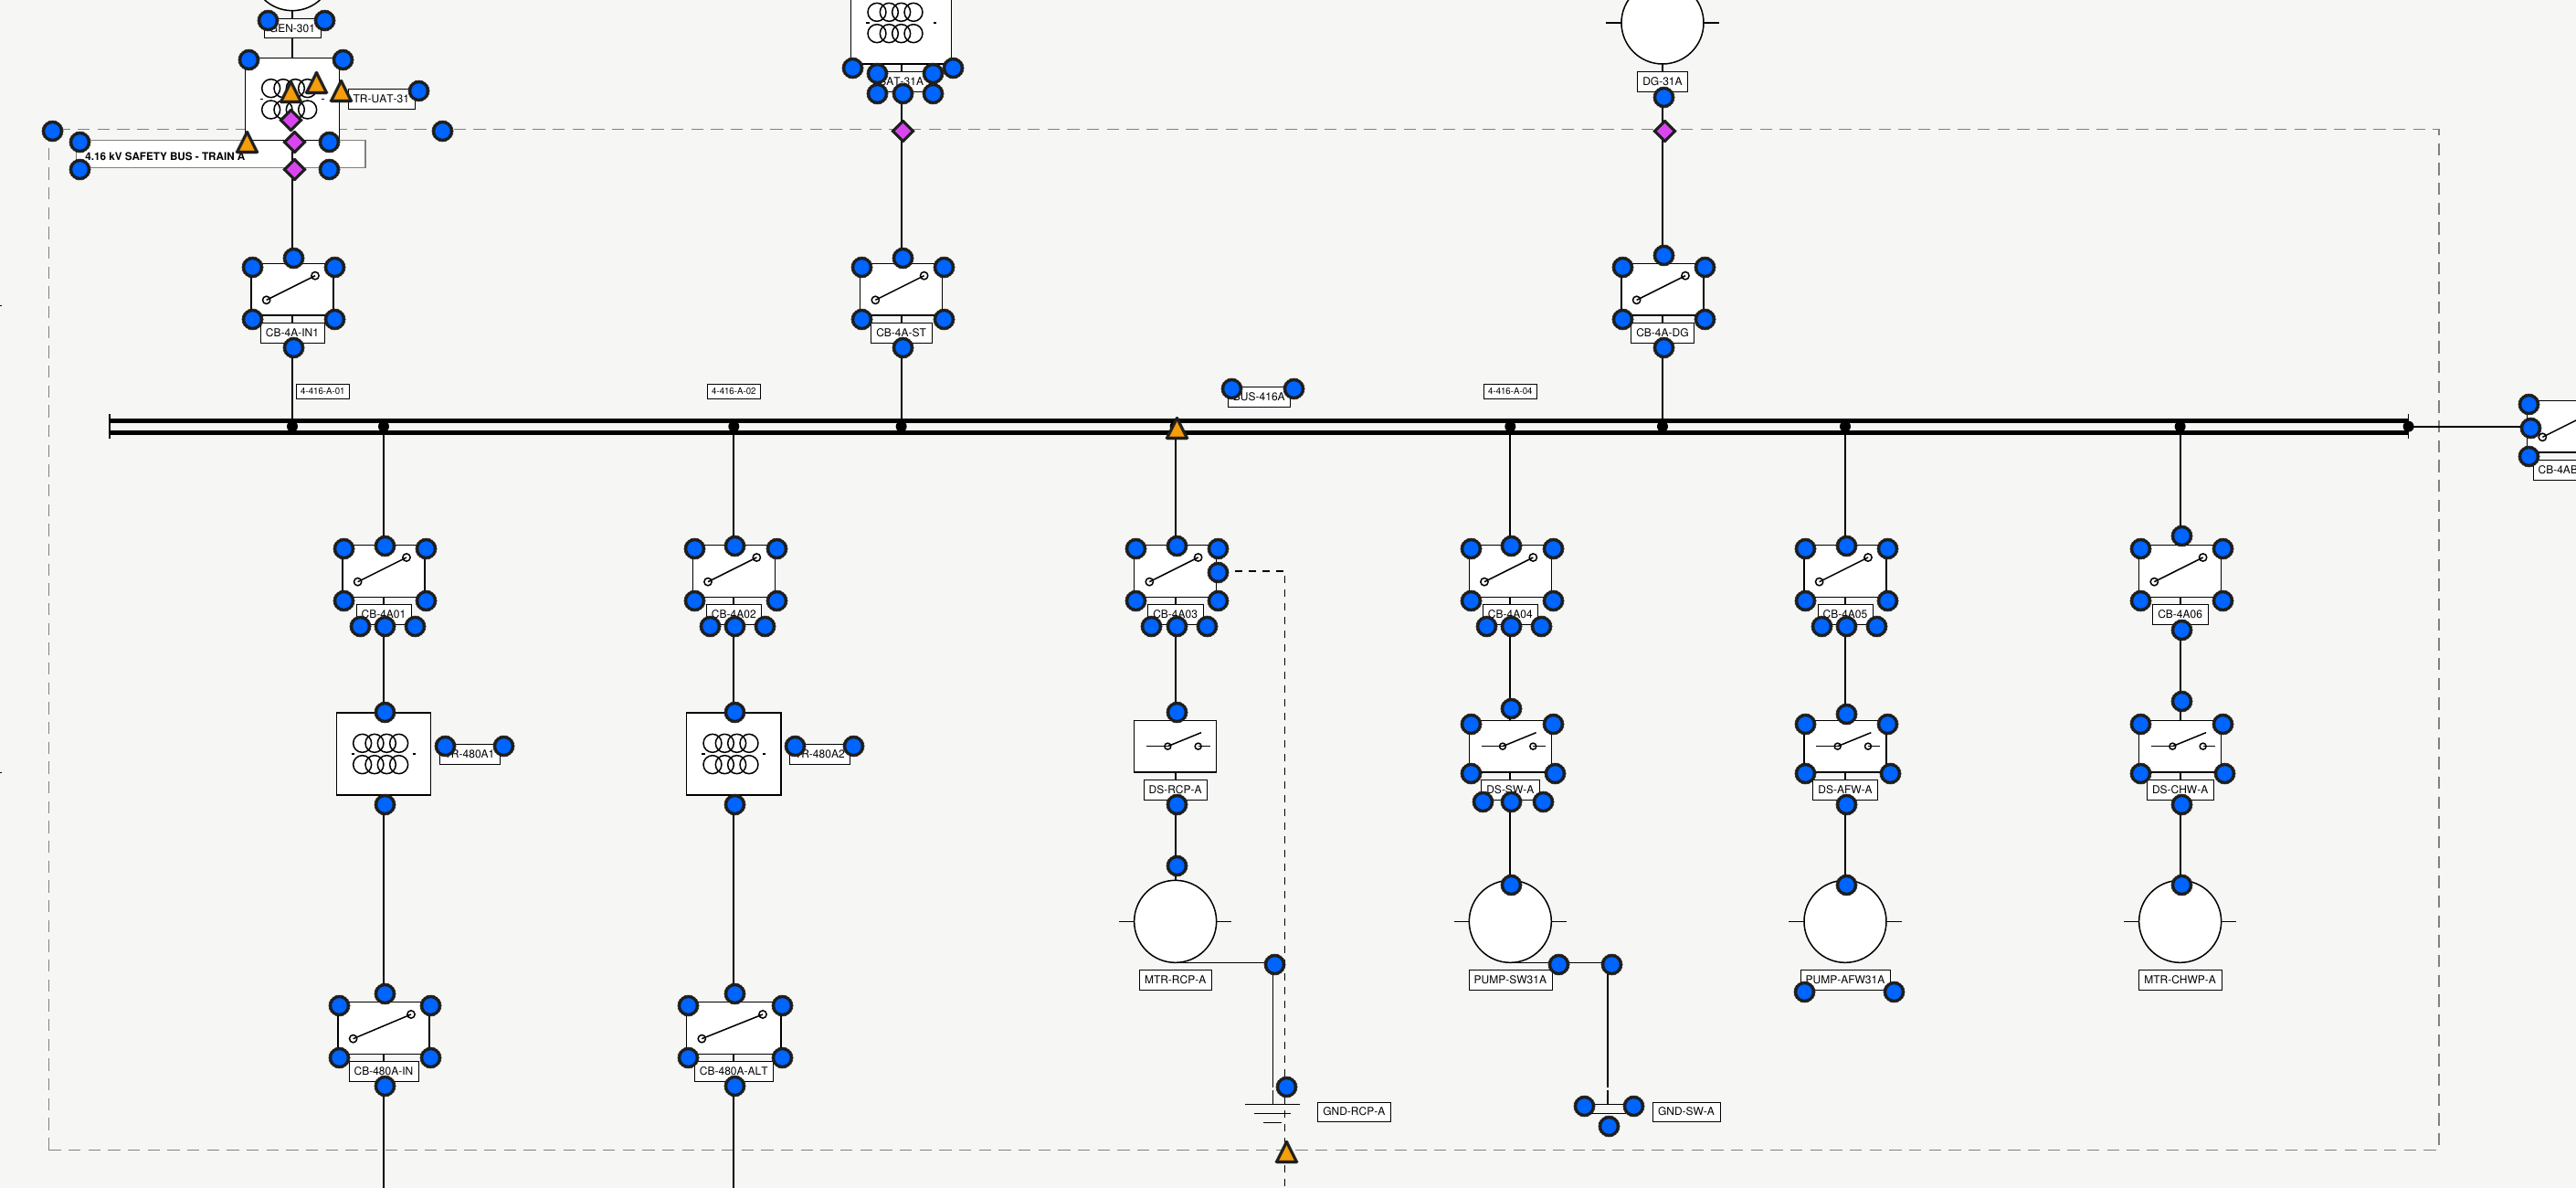 GEN-301
SAT-31A
DG-31A
TR-UAT-31
4.16 kV SAFETY BUS - TRAIN A
CB-4A-IN1
CB-4A-ST
CB-4A-DG
4-416-A-01
4-416-A-02
BUS-416A
4-416-A-04
CB-4AB
CB-4A01
CB-4A02
CB-4A03
CB-4A04
CB-4A05
CB-4A06
TR-480A1
TR-480A2
DS-RCP-A
DS-SW-A
DS-AFW-A
DS-CHW-A
MTR-RCP-A
PUMP-SW31A
PUMP-AFW31A
MTR-CHWP-A
CB-480A-IN
CB-480A-ALT
GND-RCP-A
GND-SW-A